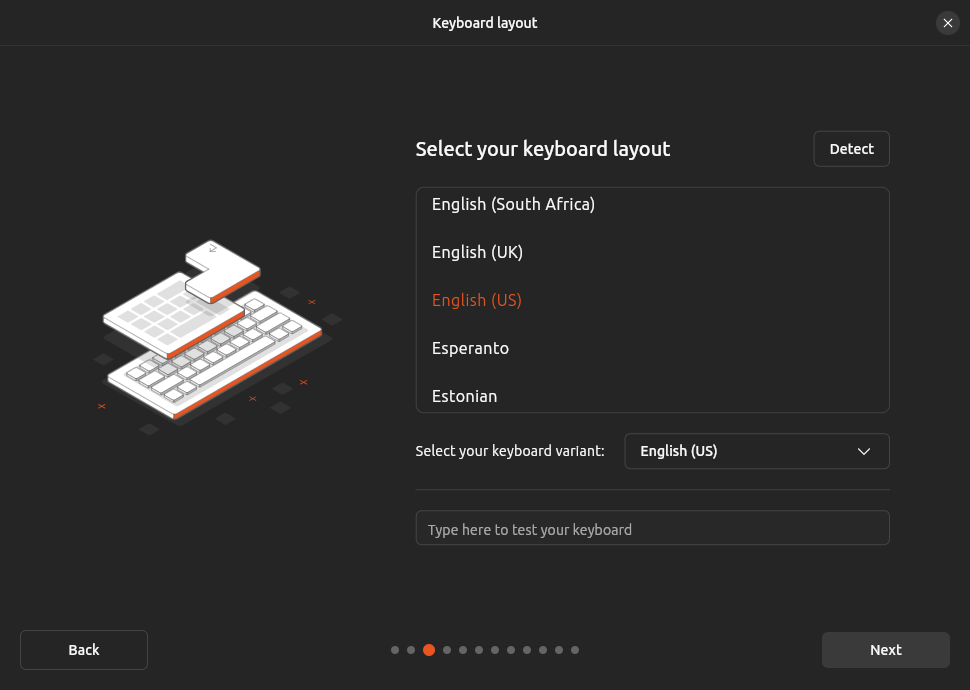 Keyboard layout
Select your keyboard layout
Detect
English (South Africa)
English (UK)
English (US)
Esperanto
Estonian
Select your keyboard variant:
English (US)
Type here to test your keyboard
Back
Next